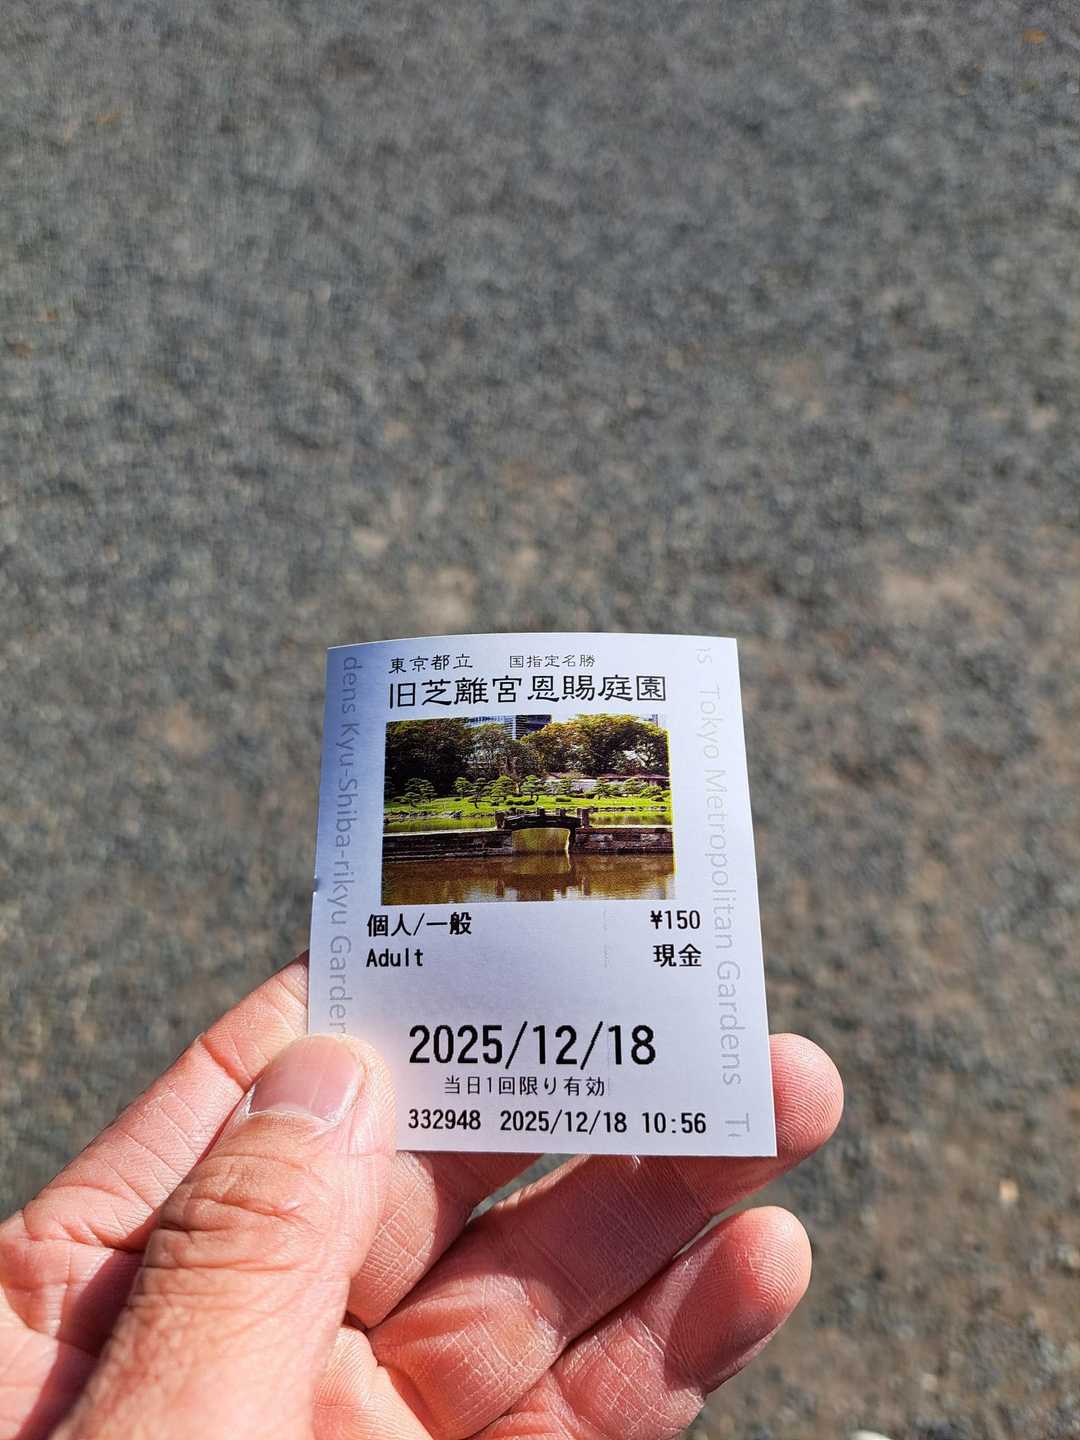 東京都立 国指定名勝
旧芝離宮恩賜庭園
個人/一般 ¥150
Adult 現金
2025/12/18
当日1回限り有効
332948 2025/12/18 10:56
dens Kyu-Shiba-rikyu Garden
ns Tokyo Metropolitan Gardens T